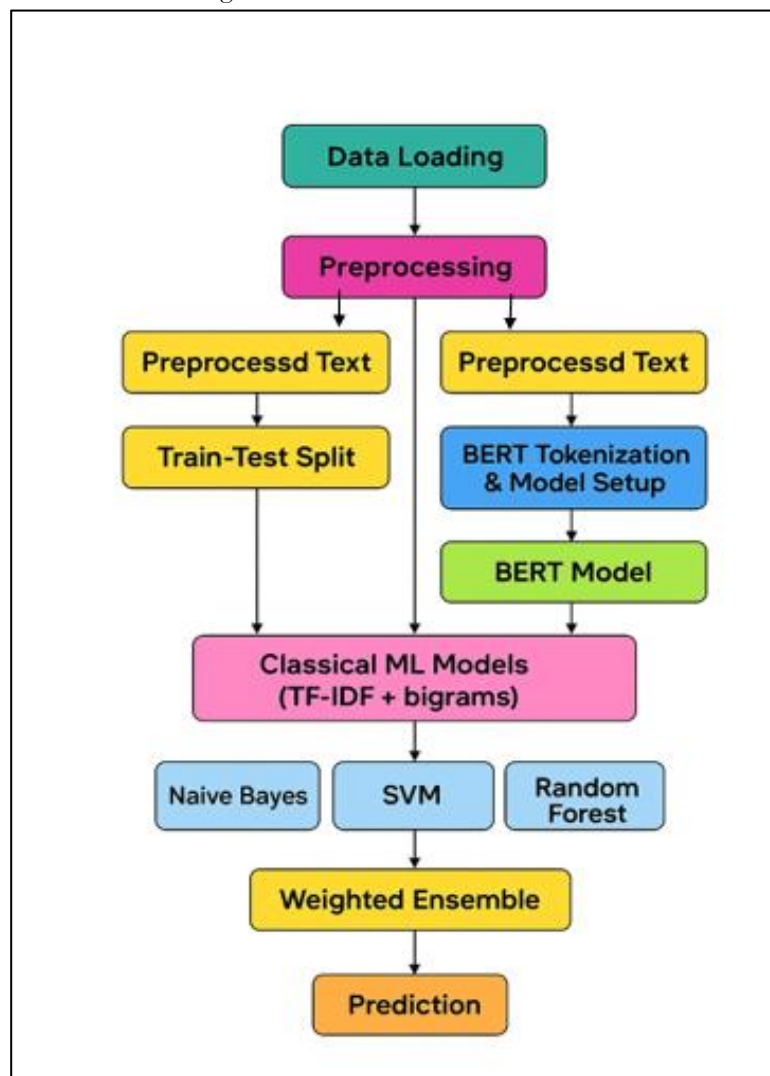 Data Loading
Preprocessing
Preprocessd Text
Preprocessd Text
Train-Test Split
BERT Tokenization
& Model Setup
BERT Model
Classical ML Models
(TF-IDF + bigrams)
Naive Bayes
SVM
Random
Forest
Weighted Ensemble
Prediction